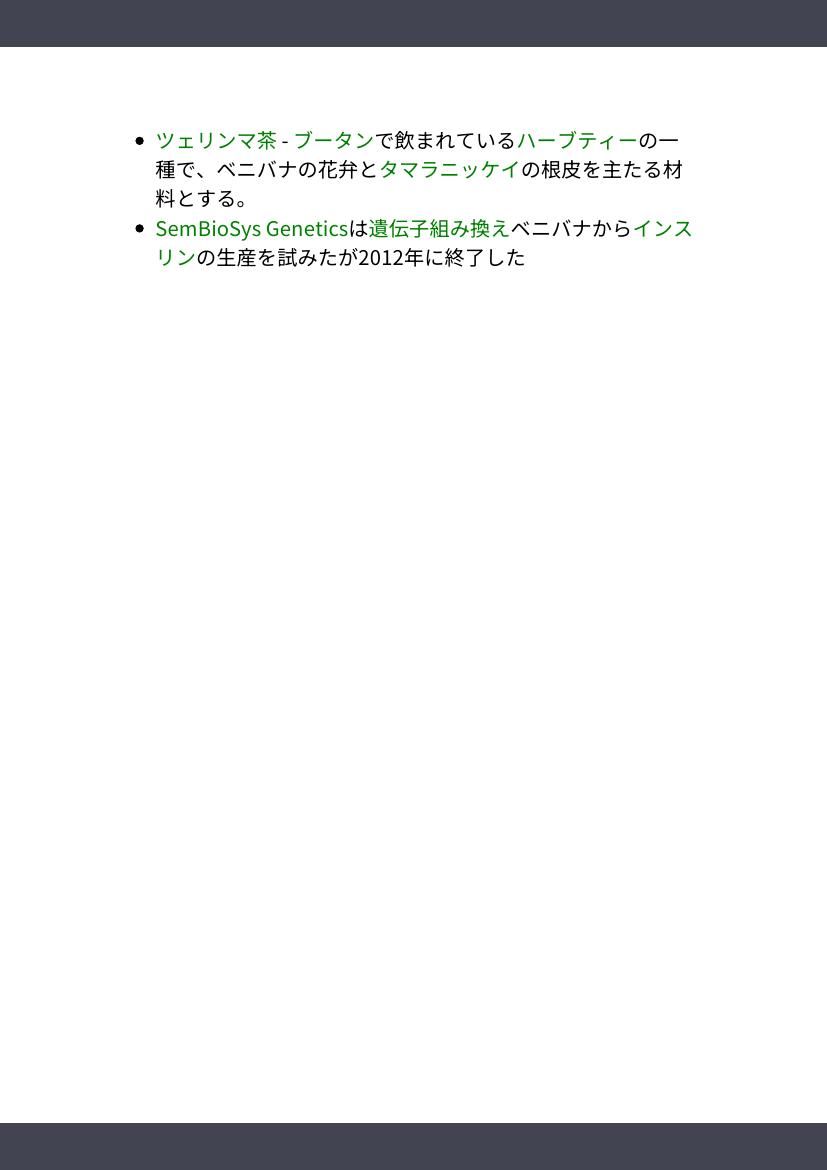 • ツェリンマ茶 - ブータンで飲まれているハーブティーの一
種で、ベニバナの花弁とタマラニッケイの根皮を主たる材
料とする。
• SemBioSys Geneticsは遺伝子組み換えベニバナからインス
リンの生産を試みたが2012年に終了した